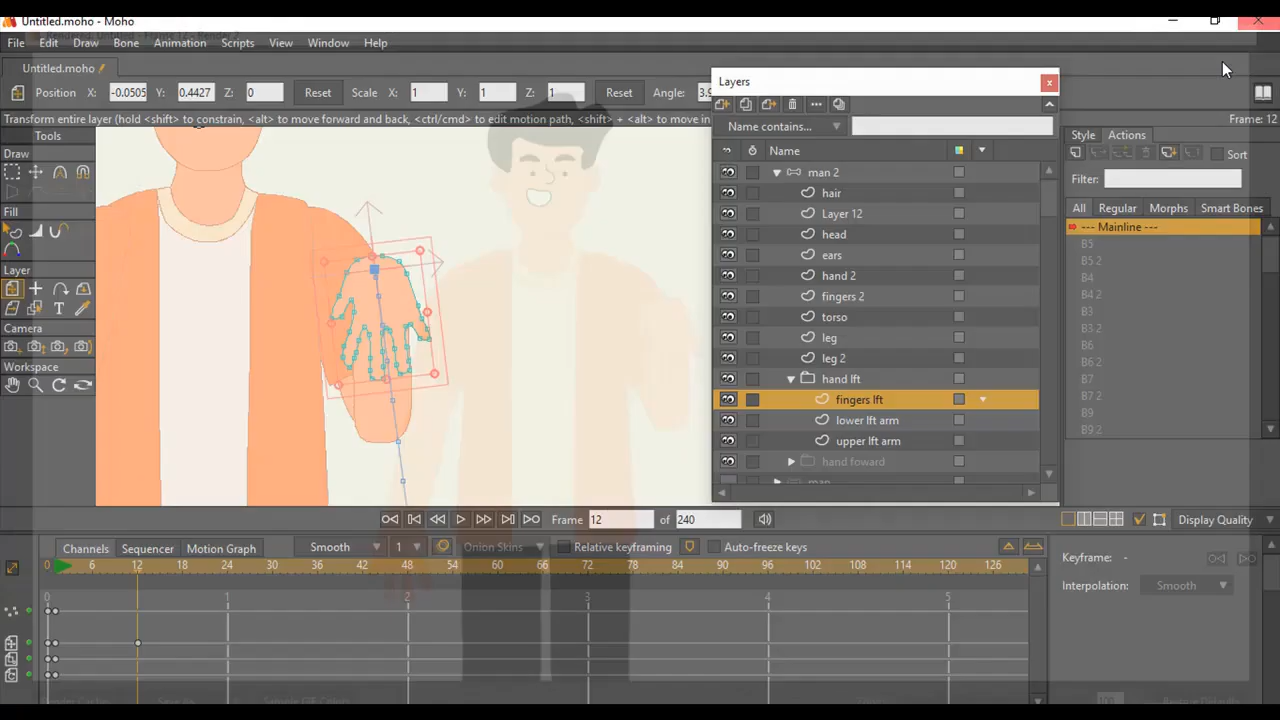 Untitled.moho - Moho
File Edit Draw Bone Animation Scripts View Window Help
Untitled.moho
Position X: -0.0505 Y: 0.4427 Z: 0 Reset Scale X: 1 Y: 1 Z: 1 Reset Angle:
Transform entire layer (hold <shift> to constrain, <alt> to move forward and back, <ctrl/cmd> to edit motion path, <shift> + <alt> to move in
Frame: 12
Tools
Draw
Fill
Layer
Camera
Workspace
Layers
Name contains...
Name
man 2
hair
Layer 12
head
ears
hand 2
fingers 2
torso
leg
leg 2
hand lft
fingers lft
lower lft arm
upper lft arm
hand foward
man
Style Actions
Sort
Filter:
All Regular Morphs Smart Bones
--- Mainline ---
B5
B5 2
B4
B4 2
B3
B3 2
B6
B6 2
B7
B7 2
B9
B9 2
Frame 12 of 240
Display Quality
Channels Sequencer Motion Graph Smooth 1 Onion Skins Relative keyframing Auto-freeze keys
0 6 12 18 24 30 36 42 48 54 60 66 72 78 84 90 96 102 108 114 120 126
0 1 2 3 4 5
Keyframe: -
Interpolation: Smooth